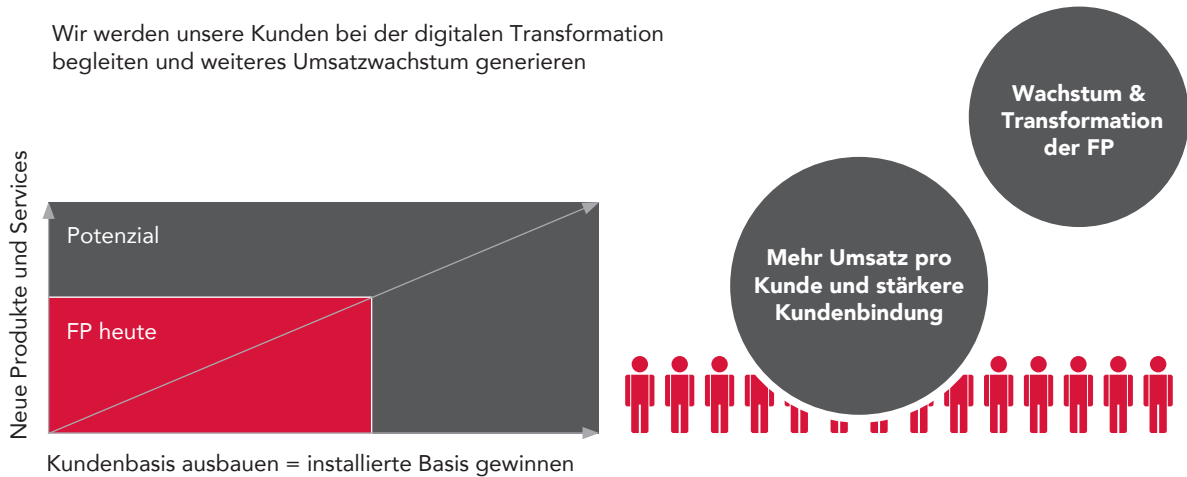 Wir werden unsere Kunden bei der digitalen Transformation
begleiten und weiteres Umsatzwachstum generieren
Wachstum &
Transformation
der FP
Neue Produkte und Services
Potenzial
FP heute
Mehr Umsatz pro
Kunde und stärkere
Kundenbindung
Kundenbasis ausbauen = installierte Basis gewinnen